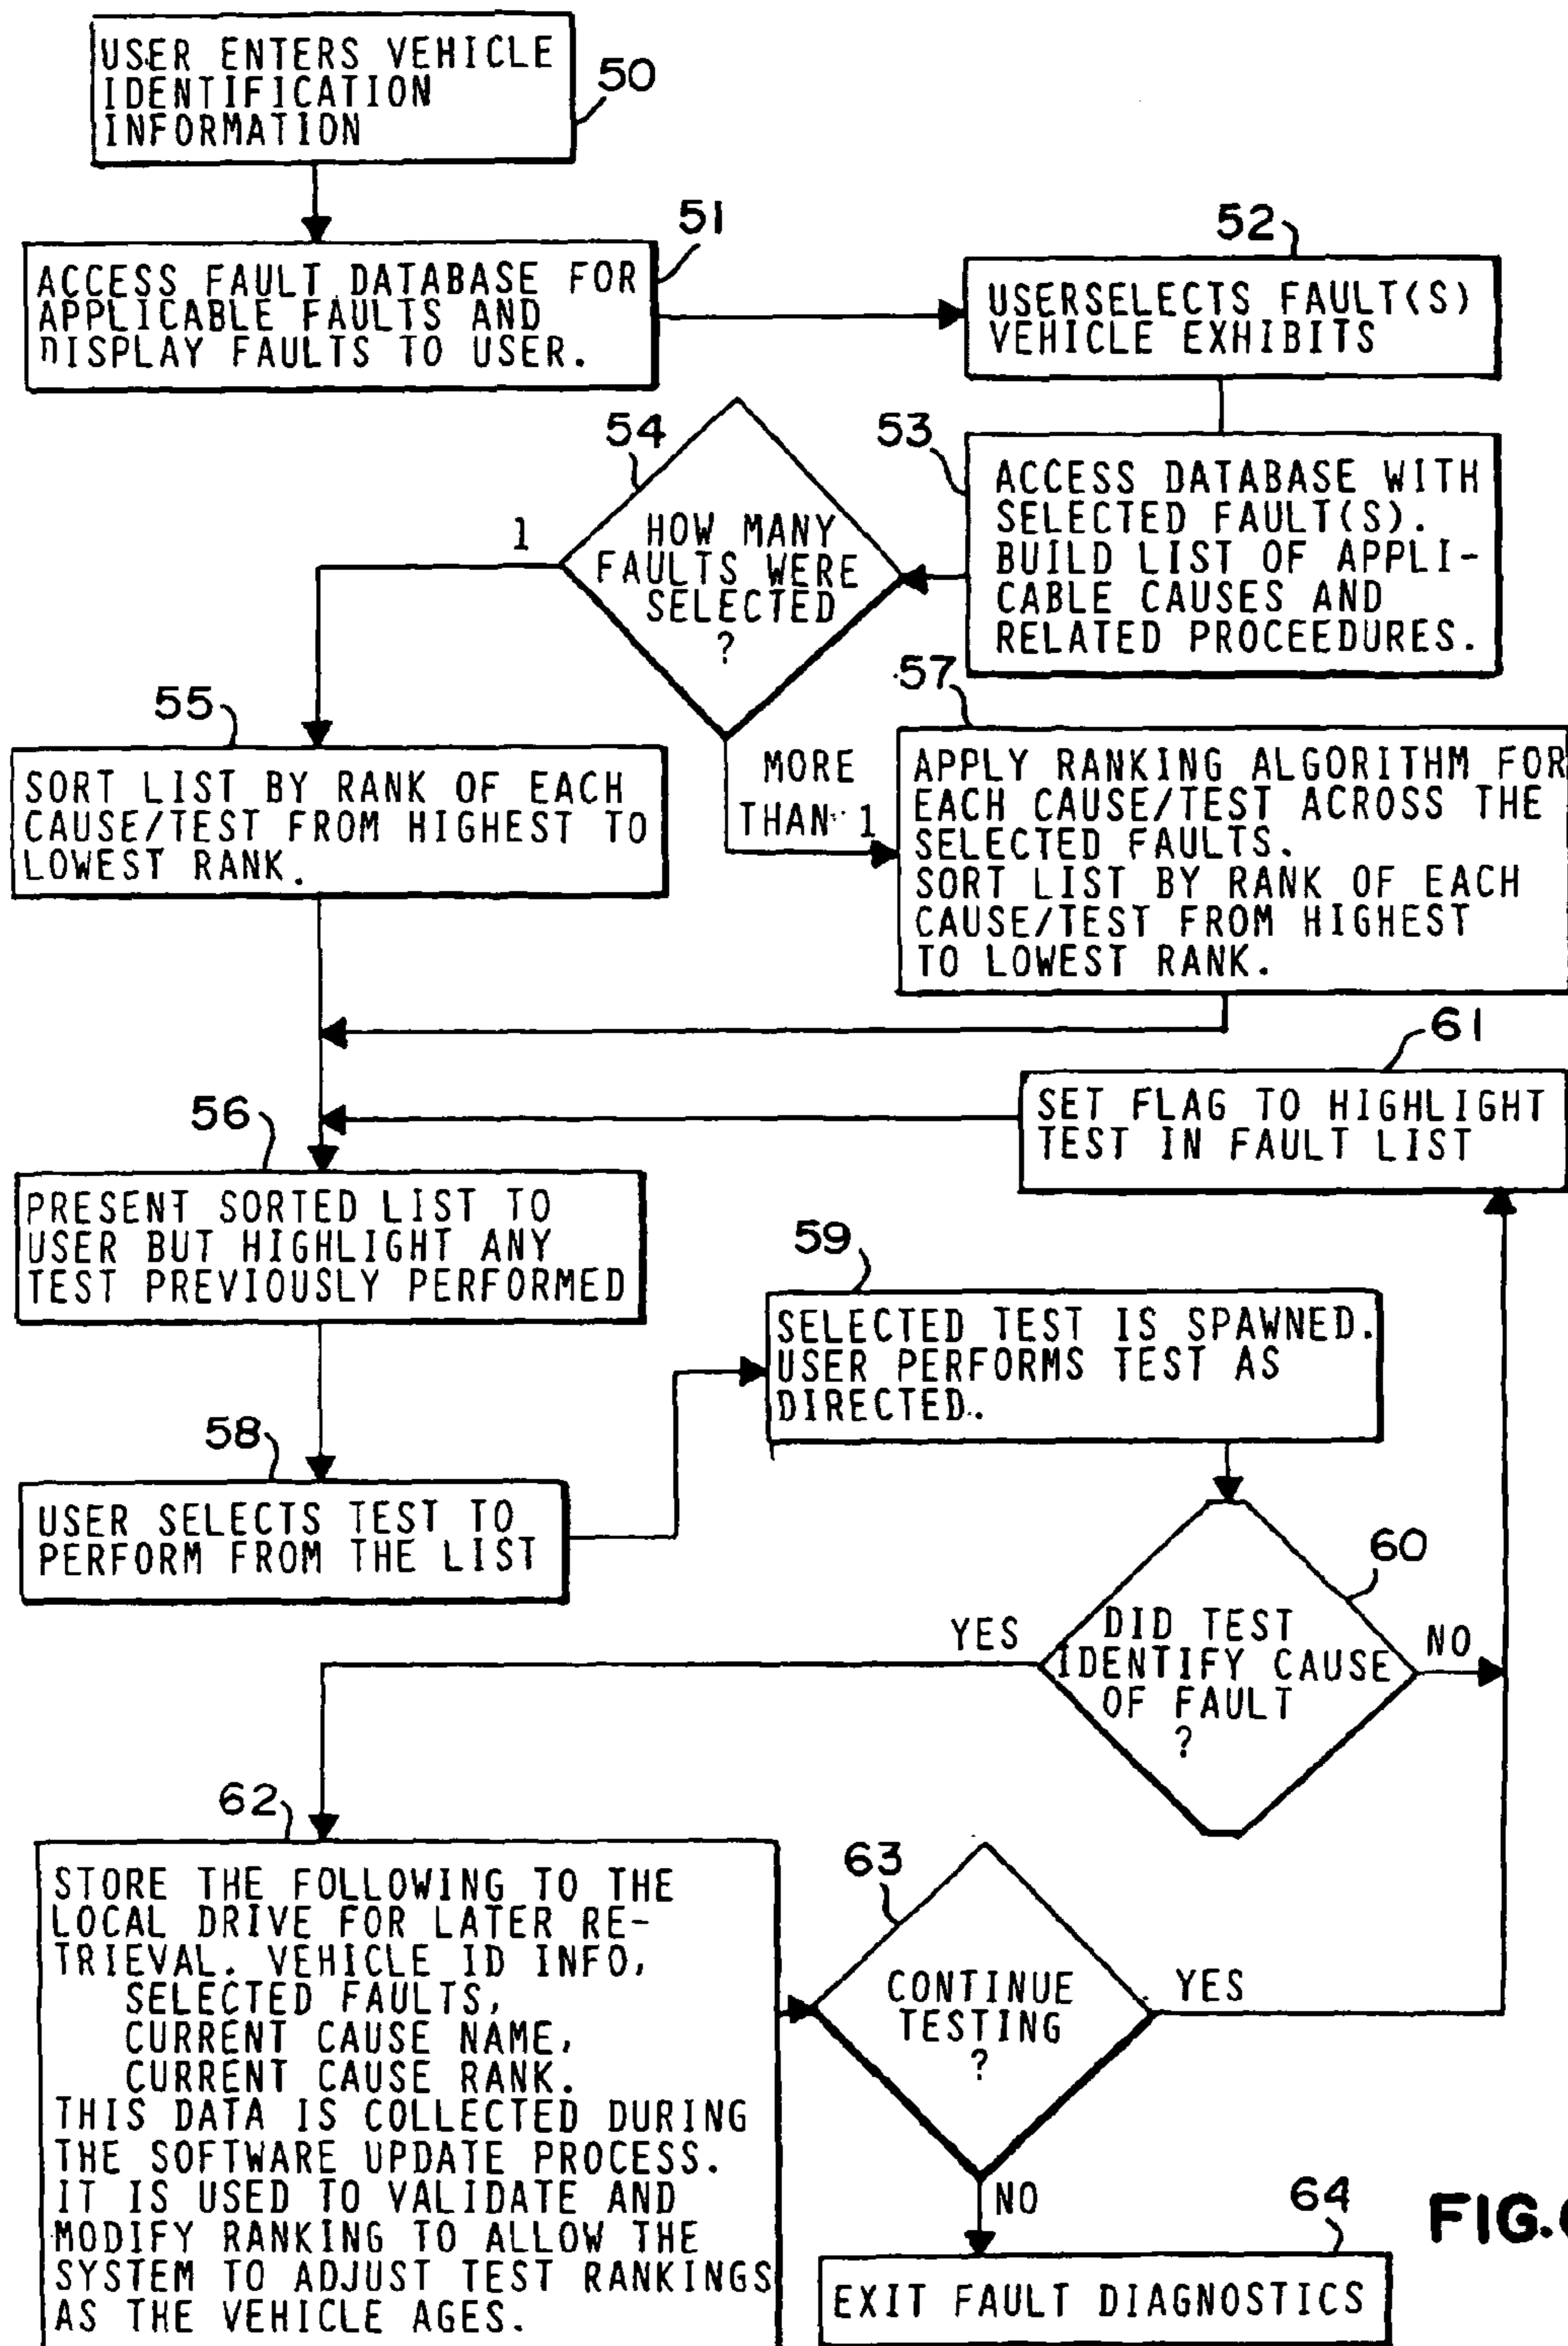 USER ENTERS VEHICLE
IDENTIFICATION
INFORMATION
50
51
ACCESS FAULT DATABASE FOR
APPLICABLE FAULTS AND
DISPLAY FAULTS TO USER.
52
USERSELECTS FAULT(S)
VEHICLE EXHIBITS
53
ACCESS DATABASE WITH
SELECTED FAULT(S).
BUILD LIST OF APPLI-
CABLE CAUSES AND
RELATED PROCEEDURES.
54
HOW MANY
FAULTS WERE
SELECTED
?
1
MORE
THAN 1
55
SORT LIST BY RANK OF EACH
CAUSE/TEST FROM HIGHEST TO
LOWEST RANK.
57
APPLY RANKING ALGORITHM FOR
EACH CAUSE/TEST ACROSS THE
SELECTED FAULTS.
SORT LIST BY RANK OF EACH
CAUSE/TEST FROM HIGHEST
TO LOWEST RANK.
61
SET FLAG TO HIGHLIGHT
TEST IN FAULT LIST
56
PRESENT SORTED LIST TO
USER BUT HIGHLIGHT ANY
TEST PREVIOUSLY PERFORMED
58
USER SELECTS TEST TO
PERFORM FROM THE LIST
59
SELECTED TEST IS SPAWNED.
USER PERFORMS TEST AS
DIRECTED.
60
DID TEST
IDENTIFY CAUSE
OF FAULT
?
YES
NO
62
STORE THE FOLLOWING TO THE
LOCAL DRIVE FOR LATER RE-
TRIEVAL. VEHICLE ID INFO,
SELECTED FAULTS,
CURRENT CAUSE NAME,
CURRENT CAUSE RANK.
THIS DATA IS COLLECTED DURING
THE SOFTWARE UPDATE PROCESS.
IT IS USED TO VALIDATE AND
MODIFY RANKING TO ALLOW THE
SYSTEM TO ADJUST TEST RANKINGS
AS THE VEHICLE AGES.
63
CONTINUE
TESTING
?
YES
NO
64
EXIT FAULT DIAGNOSTICS
FIG.